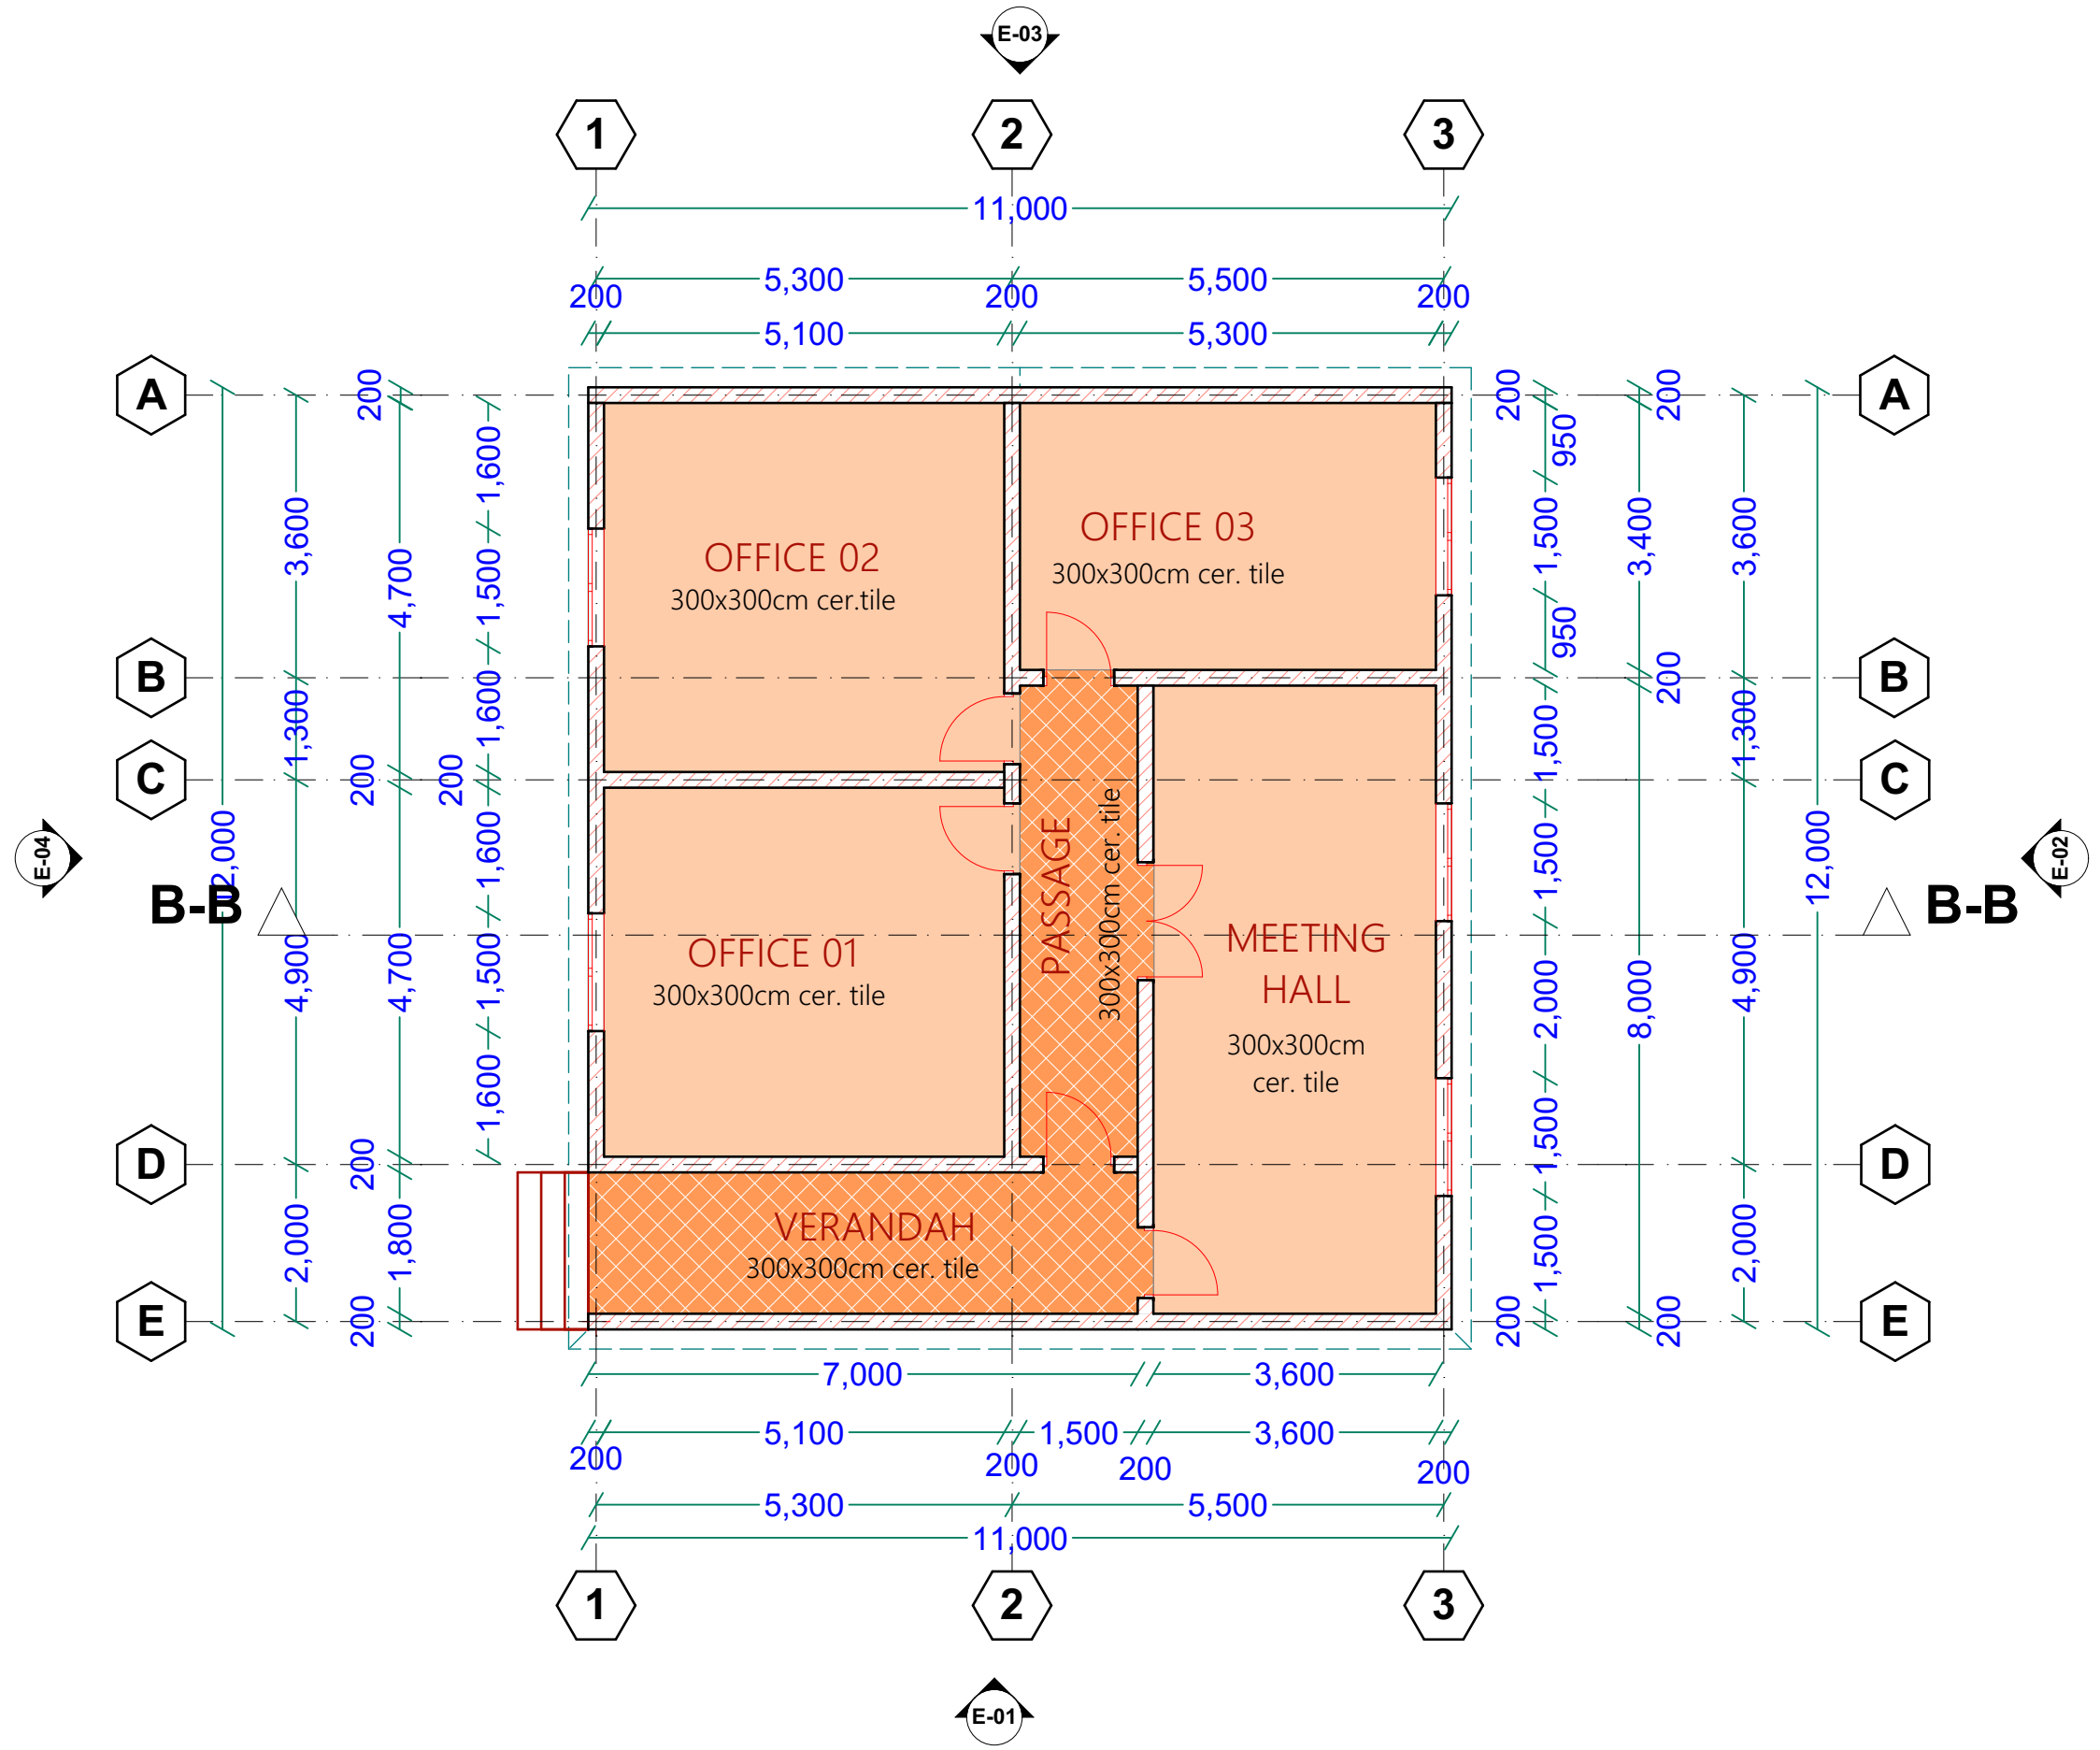 E-03
1 2 3
11,000
5,300 5,500
200 200 200
5,100 5,300
A 200 200 200 A
950
1,600
3,600 1,500 3,400 3,600
OFFICE 03
OFFICE 02
4,700 1,500
300x300cm cer. tile
300x300cm cer.tile
950
B 200 B
1,600
1,300 1,500 1,300
C 200 200 C
12,000 12,000
1,600 1,500
E-04 E-02
PASSAGE
300x300cm cer. tile
B-B B-B
MEETING
HALL
OFFICE 01
300x300cm cer. tile
4,900 4,700 1,500 2,000 8,000 4,900
300x300cm
cer. tile
1,600 1,500
D 200 D
VERANDAH
300x300cm cer. tile
2,000 1,800 1,500 2,000
E 200 200 200 E
7,000 3,600
5,100 1,500 3,600
200 200 200 200
5,300 5,500
11,000
1 2 3
E-01